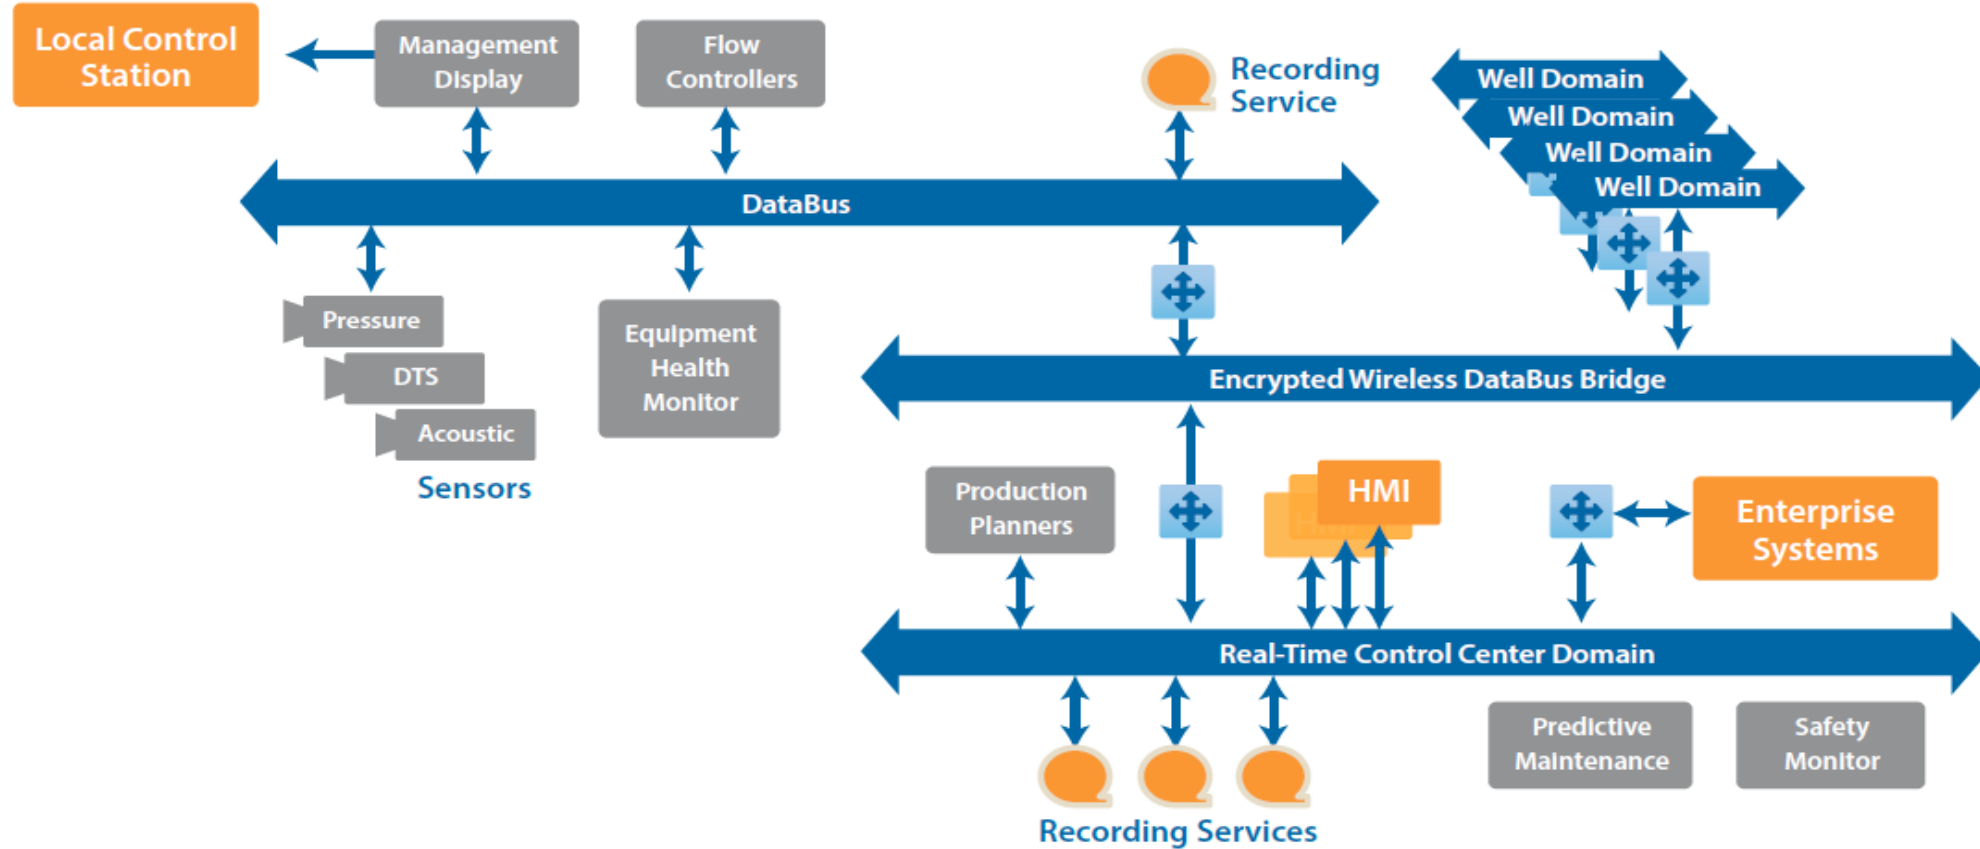 Local Control
Station
Management
Display
Flow
Controllers
Recording
Service
Well Domain
Well Domain
Well Domain
Well Domain
DataBus
Pressure
DTS
Acoustic
Sensors
Equipment
Health
Monitor
Encrypted Wireless DataBus Bridge
Production
Planners
HMI
Enterprise
Systems
Real-Time Control Center Domain
Recording Services
Predictive
Maintenance
Safety
Monitor